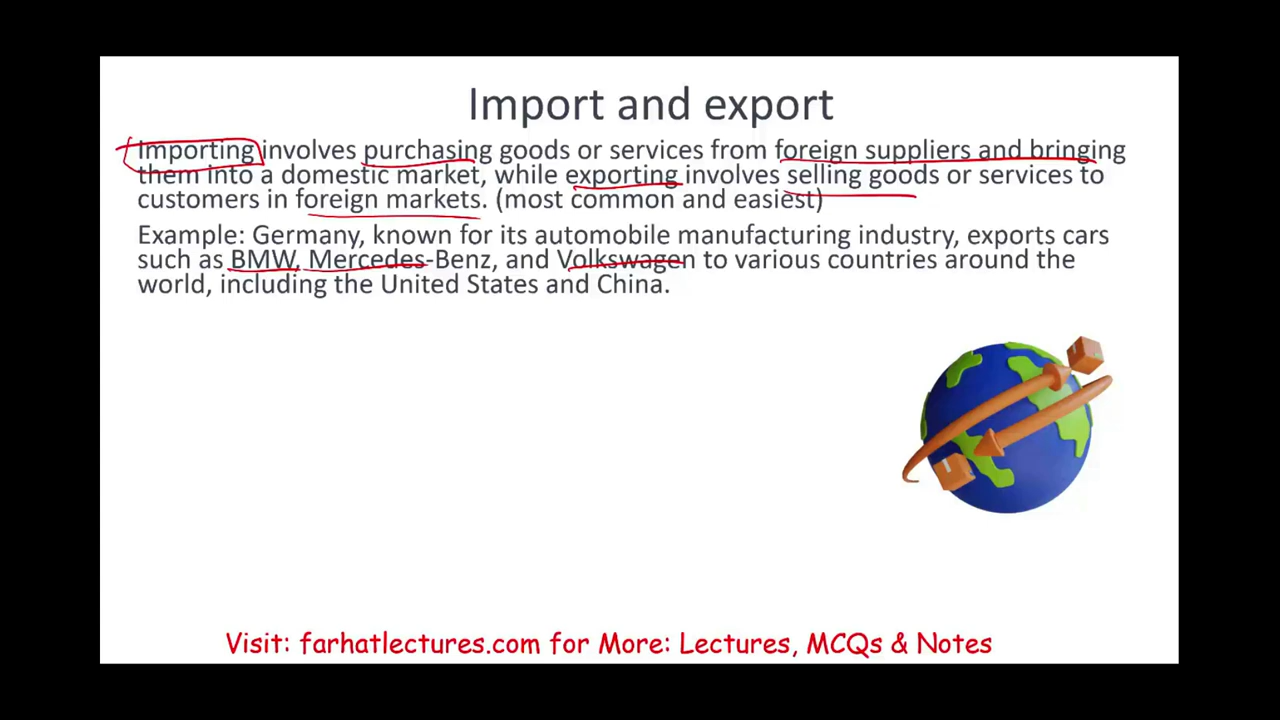 Import and export
Importing involves purchasing goods or services from foreign suppliers and bringing
them into a domestic market, while exporting involves selling goods or services to
customers in foreign markets. (most common and easiest)
Example: Germany, known for its automobile manufacturing industry, exports cars
such as BMW, Mercedes-Benz, and Volkswagen to various countries around the
world, including the United States and China.
Visit: farhatlectures.com for More: Lectures, MCQs & Notes